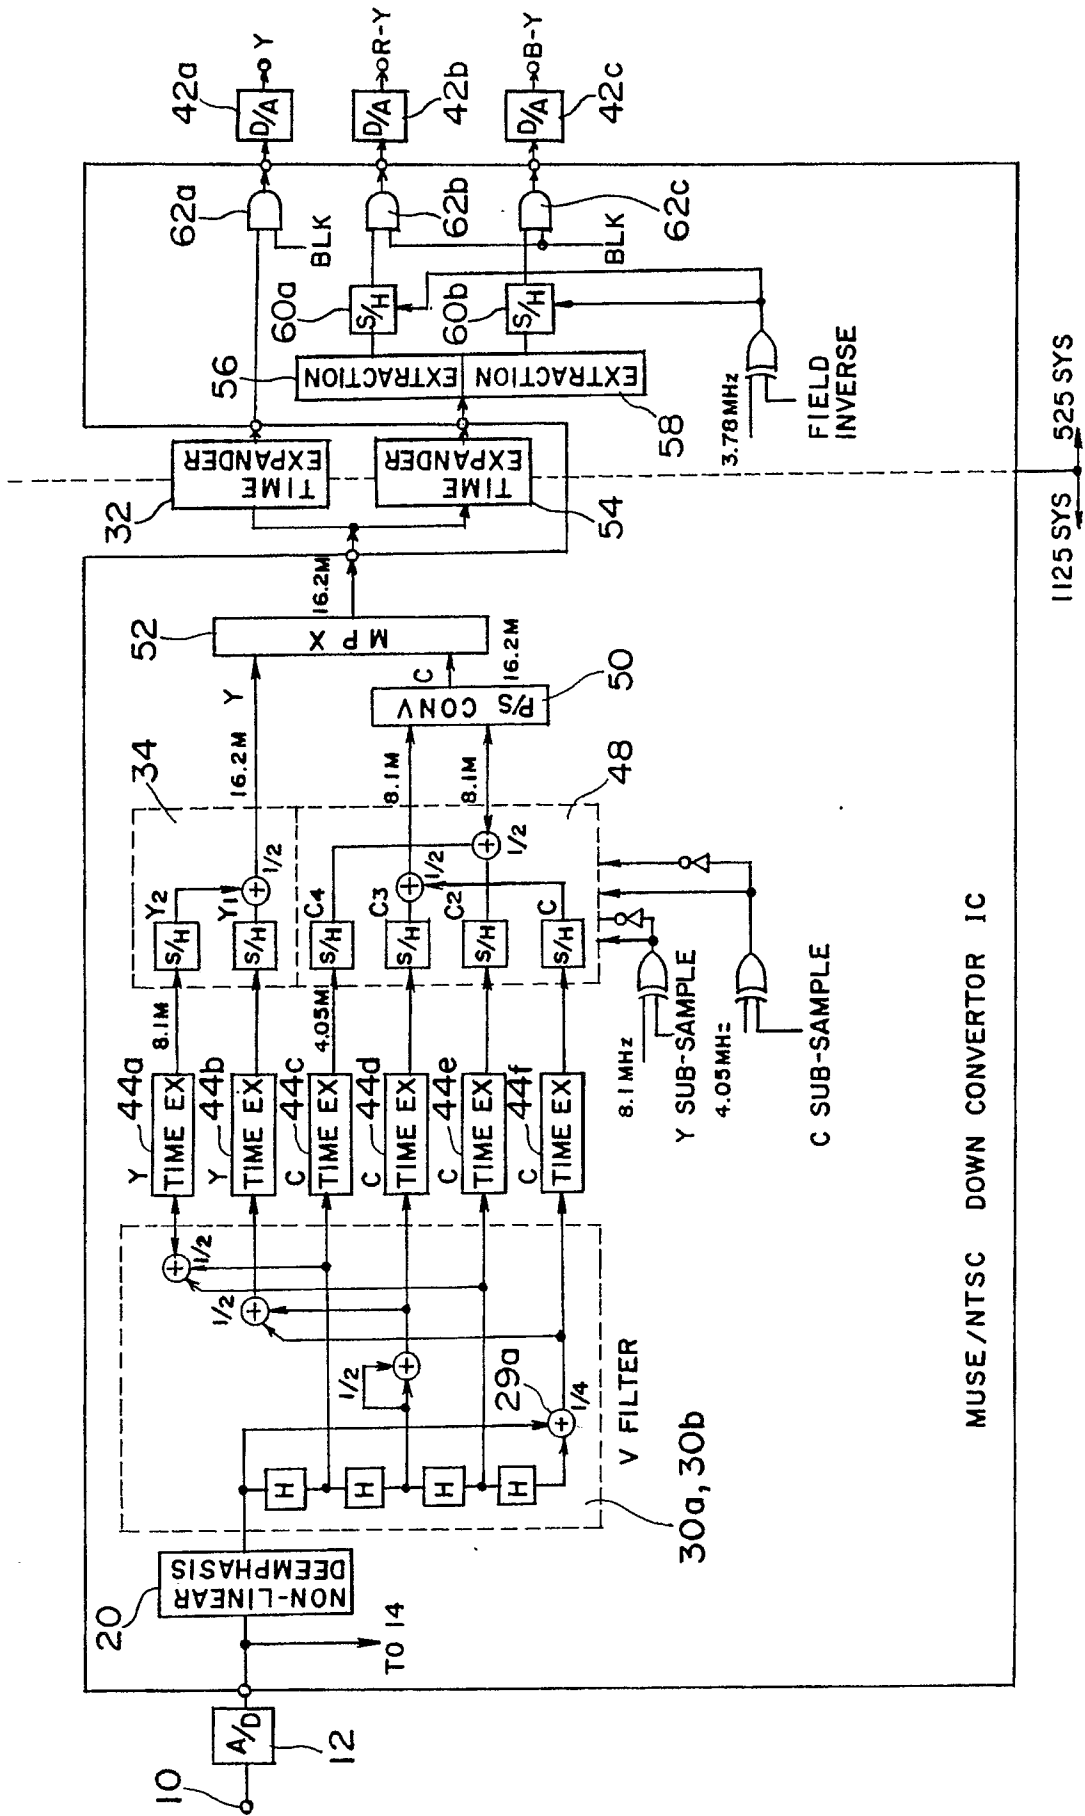 10
A/D
12
TO 14
20
NON-LINEAR
DEEMPHASIS
H
H
H
H
30a, 30b
V FILTER
29a
1/4
1/2
1/2
1/2
Y
TIME EX
44a
Y
TIME EX
44b
C
TIME EX
44c
C
TIME EX
44d
C
TIME EX
44e
C
TIME EX
44f
8.1M
4.05M
S/H
Y2
S/H
Y1
S/H
C4
S/H
C3
S/H
C2
S/H
C
1/2
1/2
1/2
34
48
8.1MHz
Y SUB-SAMPLE
4.05MHz
C SUB-SAMPLE
16.2M
Y
8.1M
8.1M
P/S
CONV
50
C
16.2M
52
MPX
16.2M
32
TIME
EXPANDER
TIME
EXPANDER
54
56
EXTRACTION
EXTRACTION
58
60a
S/H
60b
S/H
3.78MHz
FIELD
INVERSE
BLK
BLK
62a
62b
62c
42a
D/A
Y
D/A
42b
R-Y
D/A
42c
B-Y
1125 SYS
525 SYS
MUSE/NTSC DOWN CONVERTOR IC